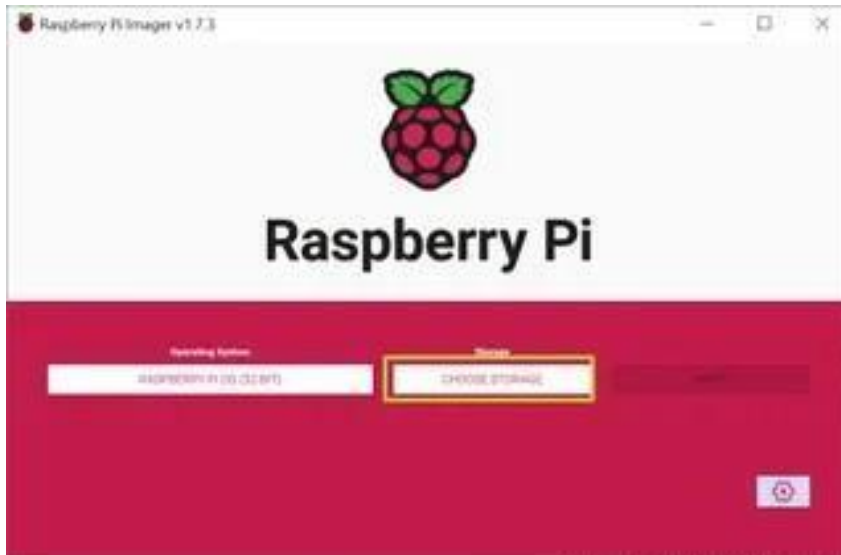 Raspberry Pi Imager v1.7.3
Raspberry Pi
Operating System
Storage
RASPBERRY PI OS (32-BIT)
CHOOSE STORAGE